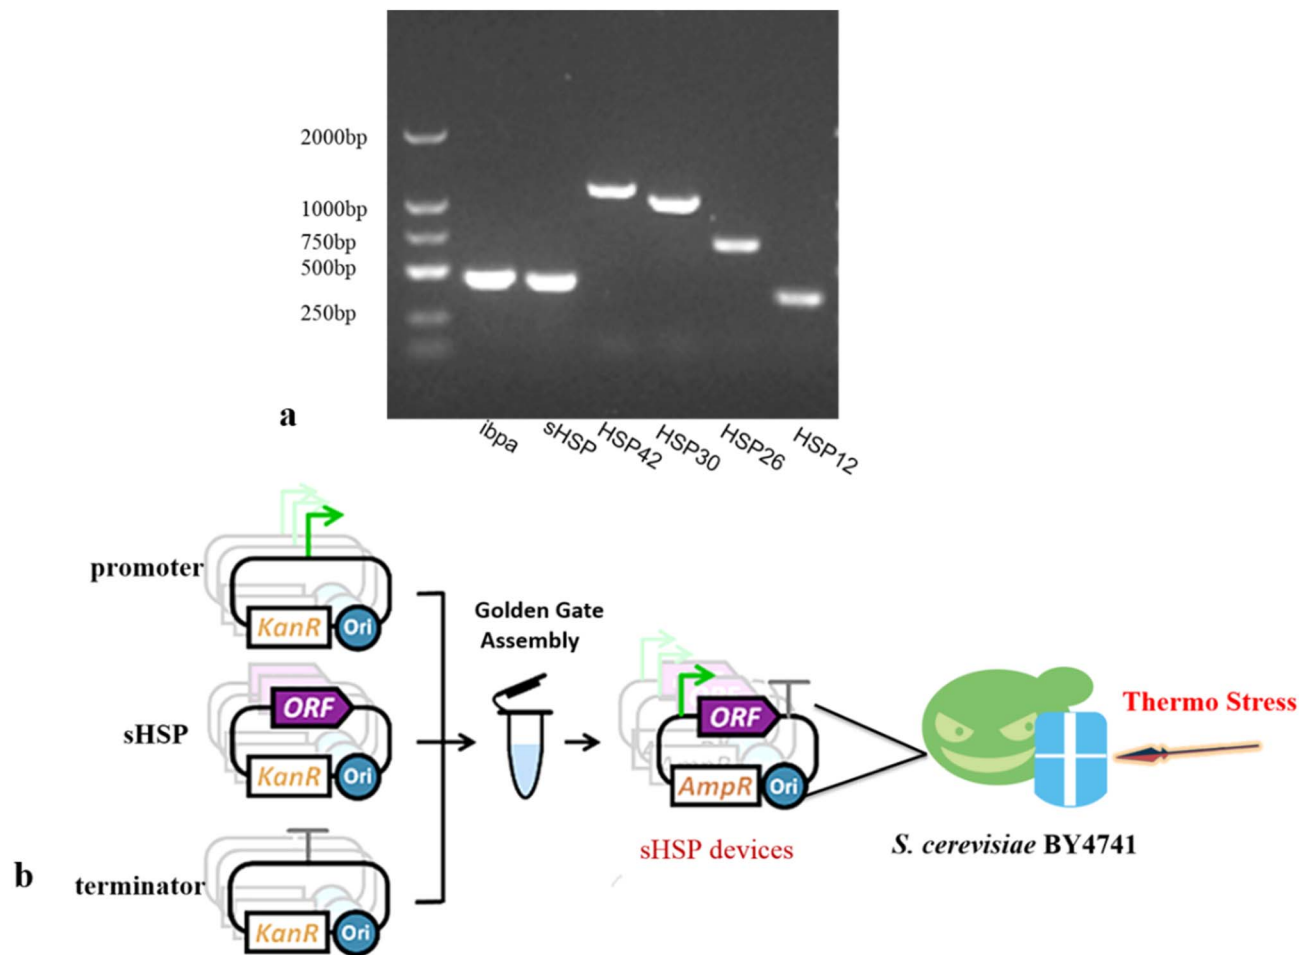 2000bp
1000bp
750bp
500bp
250bp
a
ibpa
sHSP
HSP42
HSP30
HSP26
HSP12
promoter
KanR
Ori
Golden Gate
Assembly
sHSP
ORF
KanR
Ori
ORF
AmpR
Ori
Thermo Stress
sHSP devices
S. cerevisiae BY4741
b
terminator
KanR
Ori